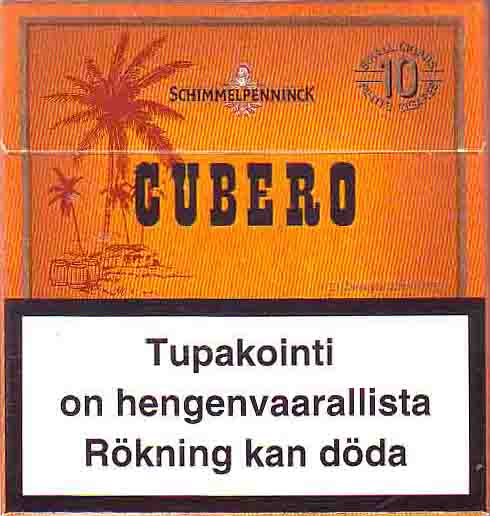 SCHIMMELPENNINCK
10
CUBERO
Tupakointi
on hengenvaarallista
Rökning kan döda